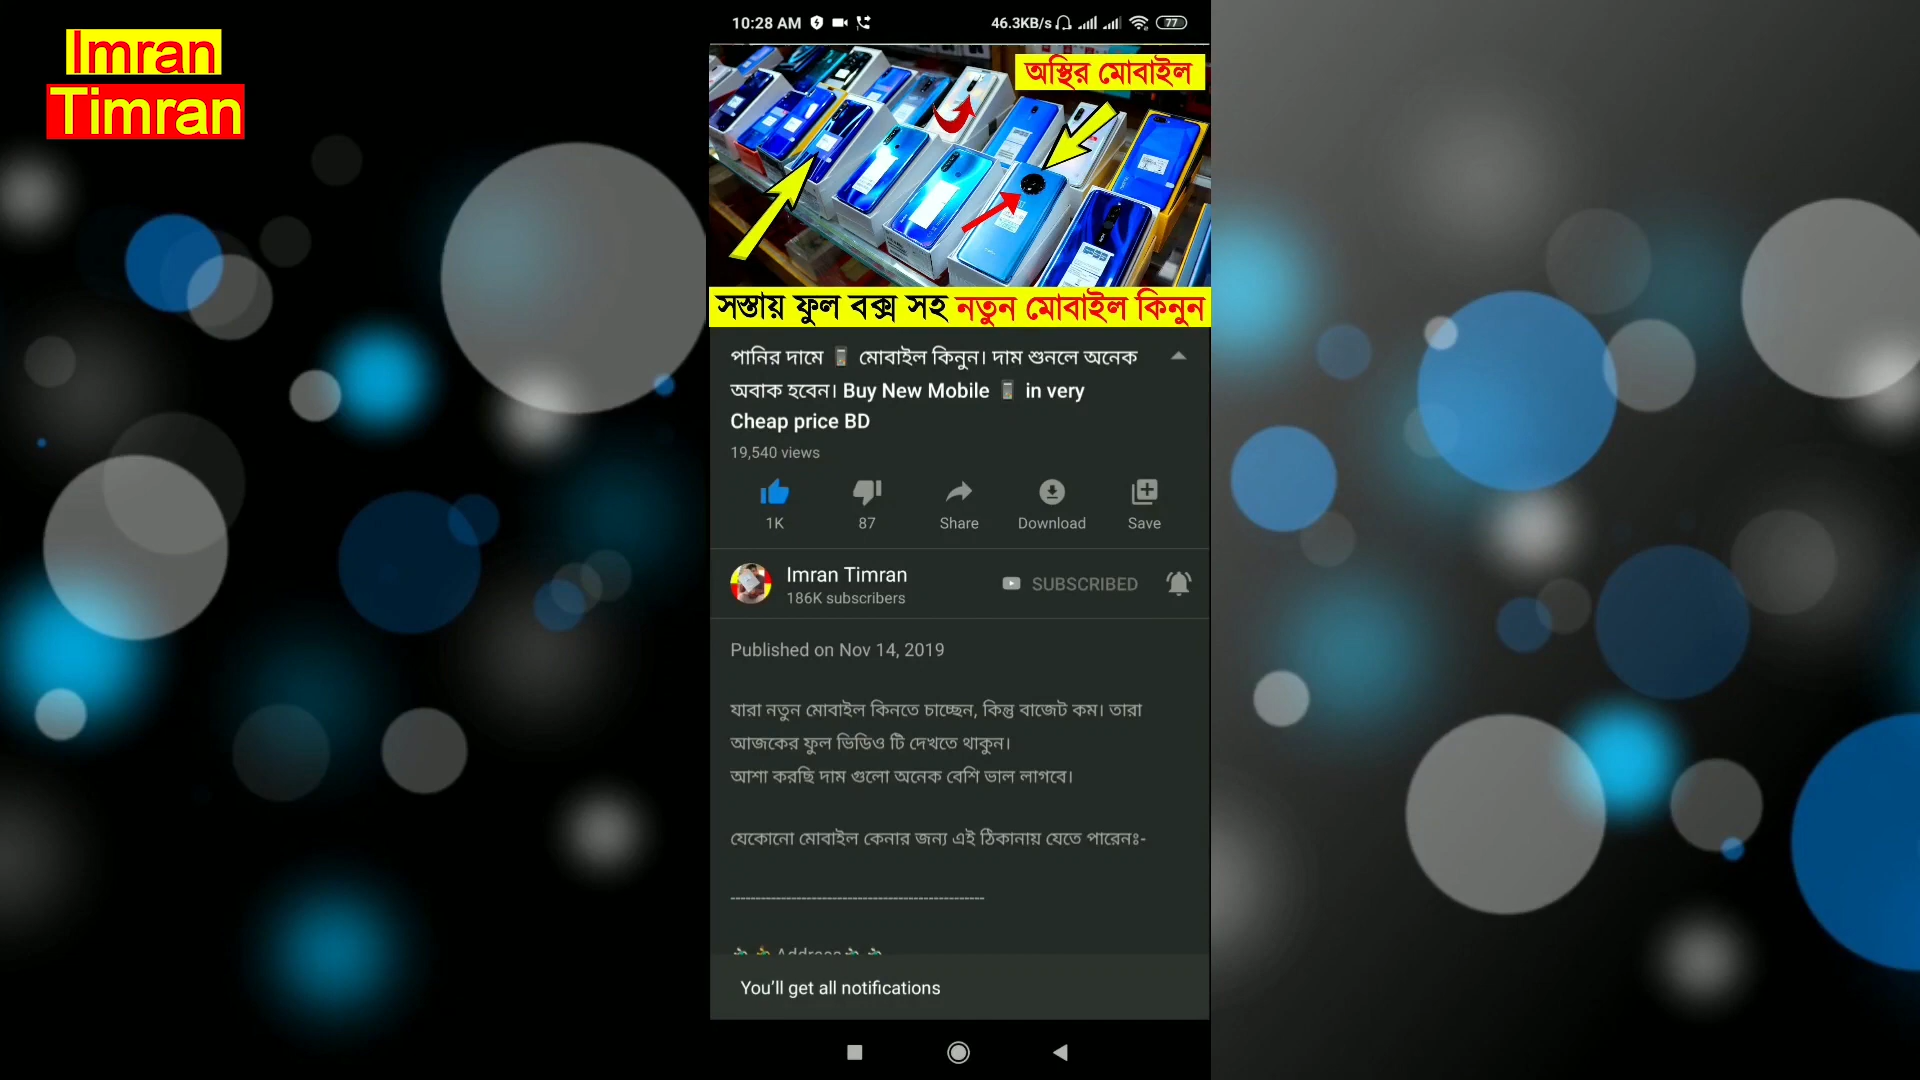 Imran
Timran
10:28 AM
46.3KB/s
77
অস্থির মোবাইল
সস্তায় ফুল বক্স সহ নতুন মোবাইল কিনুন
পানির দামে 📱 মোবাইল কিনুন। দাম শুনলে অনেক
অবাক হবেন। Buy New Mobile 📱 in very
Cheap price BD
19,540 views
1K
87
Share
Download
Save
Imran Timran
186K subscribers
SUBSCRIBED
Published on Nov 14, 2019
যারা নতুন মোবাইল কিনতে চাচ্ছেন, কিন্তু বাজেট কম। তারা
আজকের ফুল ভিডিও টি দেখতে থাকুন।
আশা করছি দাম গুলো অনেক বেশি ভাল লাগবে।
যেকোনো মোবাইল কেনার জন্য এই ঠিকানায় যেতে পারেনঃ-
--------------------------------------------------
Address
You'll get all notifications